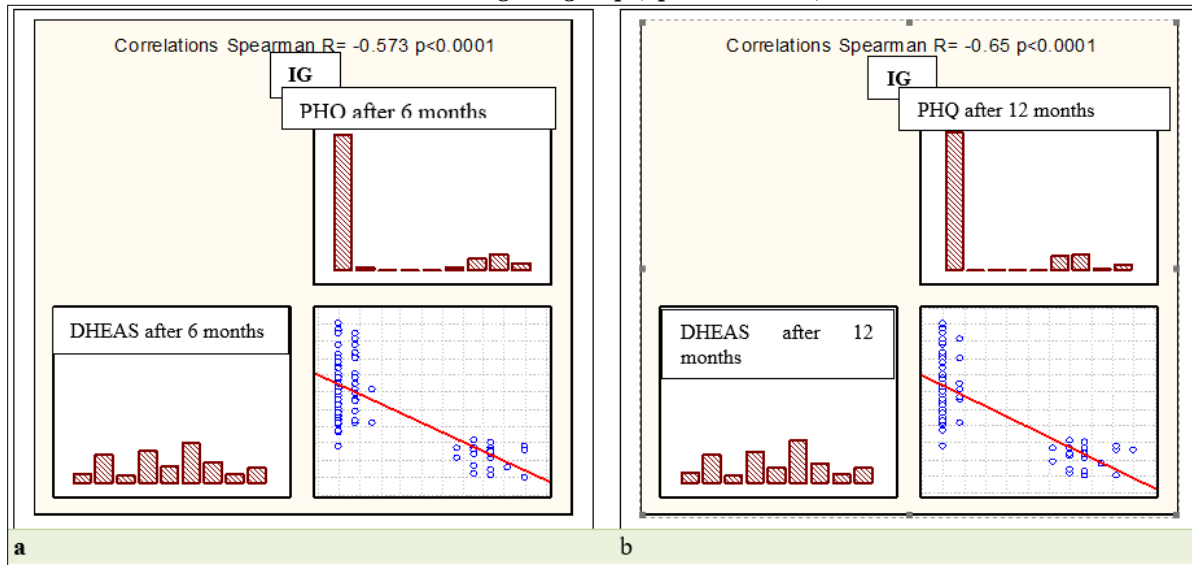 Correlations Spearman R= -0.573 p<0.0001
IG
PHQ after 6 months
DHEAS after 6 months
a
Correlations Spearman R= -0.65 p<0.0001
IG
PHQ after 12 months
DHEAS after 12
months
b